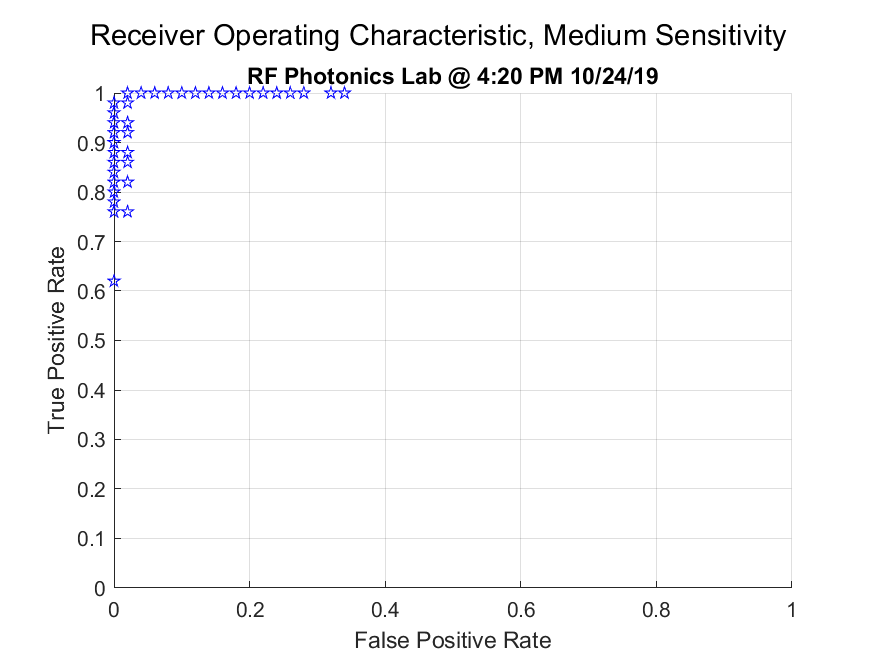 Receiver Operating Characteristic, Medium Sensitivity
RF Photonics Lab @ 4:20 PM 10/24/19
1
0.9
0.8
0.7
0.6
0.5
0.4
0.3
0.2
0.1
0
True Positive Rate
0 0.2 0.4 0.6 0.8 1
False Positive Rate